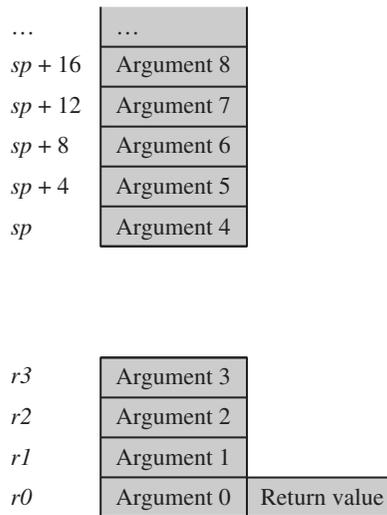 … …
sp + 16 Argument 8
sp + 12 Argument 7
sp + 8 Argument 6
sp + 4 Argument 5
sp Argument 4
r3 Argument 3
r2 Argument 2
r1 Argument 1
r0 Argument 0 Return value